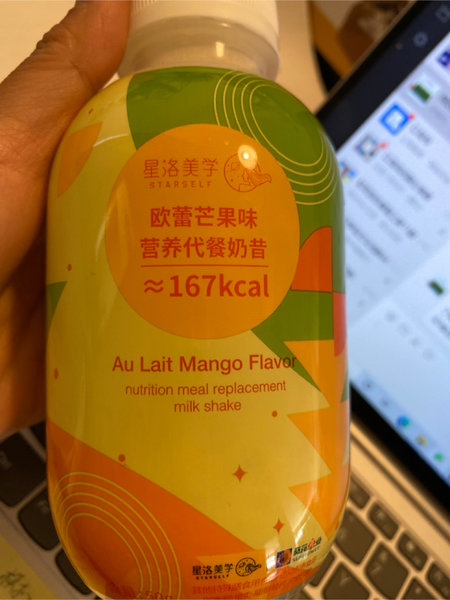 星洛美学
STARSELF
欧蕾芒果味
营养代餐奶昔
≈167kcal
Au Lait Mango Flavor
nutrition meal replacement
milk shake
星洛美学